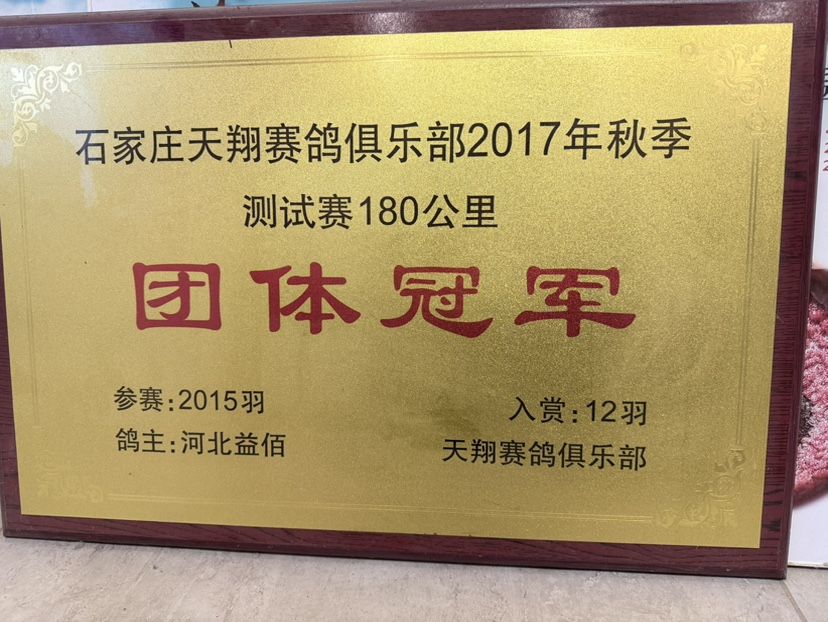 石家庄天翔赛鸽俱乐部2017年秋季
测试赛180公里
团体冠军
参赛:2015羽
入赏:12羽
鸽主:河北益佰
天翔赛鸽俱乐部